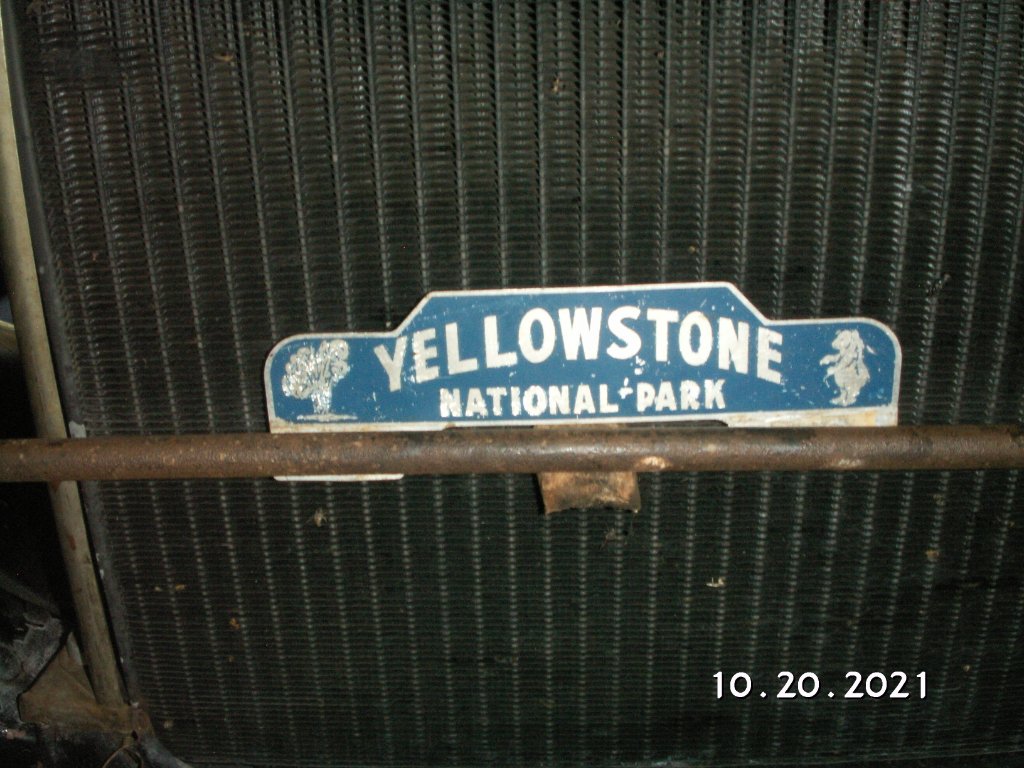 YELLOWSTONE
NATIONAL PARK
10.20.2021